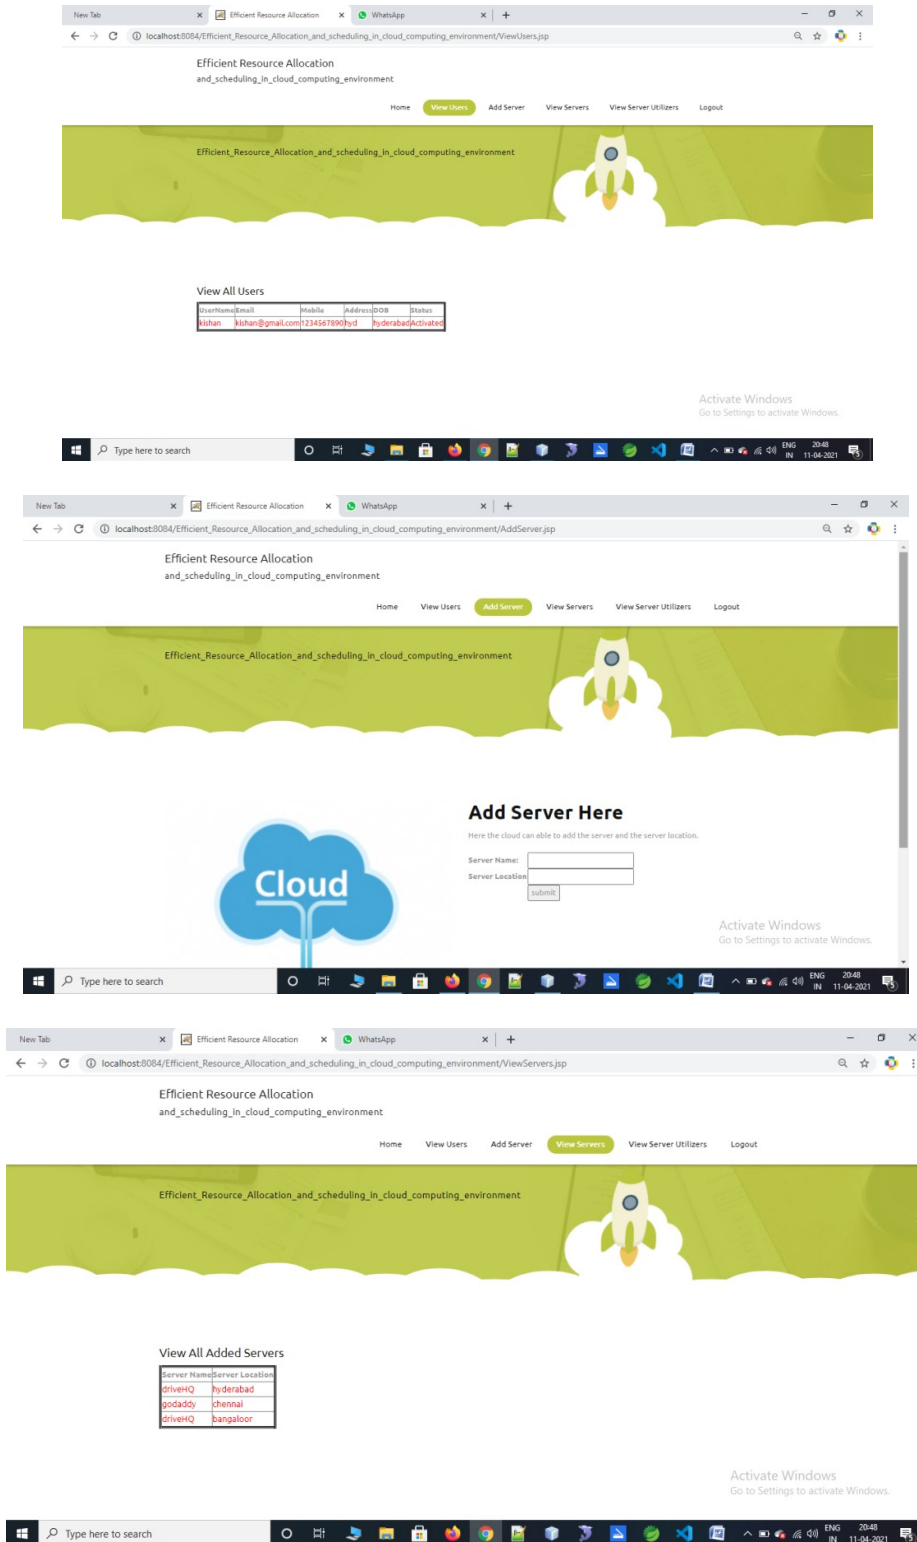 New Tab Efficient Resource Allocation WhatsApp
localhost:8084/Efficient_Resource_Allocation_and_scheduling_in_cloud_computing_environment/ViewUsers.jsp
Efficient Resource Allocation
and_scheduling_in_cloud_computing_environment
Home View Users Add Server View Servers View Server Utilizers Logout
Efficient_Resource_Allocation_and_scheduling_in_cloud_computing_environment
View All Users
UserName Email Mobile Address DOB Status
kishan kishan@gmail.com 1234567890 hyd hyderabad Activated
Activate Windows
Go to Settings to activate Windows.
Type here to search ENG 20:48
IN 11-04-2021
New Tab Efficient Resource Allocation WhatsApp
localhost:8084/Efficient_Resource_Allocation_and_scheduling_in_cloud_computing_environment/AddServer.jsp
Efficient Resource Allocation
and_scheduling_in_cloud_computing_environment
Home View Users Add Server View Servers View Server Utilizers Logout
Efficient_Resource_Allocation_and_scheduling_in_cloud_computing_environment
Add Server Here
Here the cloud can able to add the server and the server location.
Server Name:
Server Location
submit
Cloud
Activate Windows
Go to Settings to activate Windows.
Type here to search ENG 20:48
IN 11-04-2021
New Tab Efficient Resource Allocation WhatsApp
localhost:8084/Efficient_Resource_Allocation_and_scheduling_in_cloud_computing_environment/ViewServers.jsp
Efficient Resource Allocation
and_scheduling_in_cloud_computing_environment
Home View Users Add Server View Servers View Server Utilizers Logout
Efficient_Resource_Allocation_and_scheduling_in_cloud_computing_environment
View All Added Servers
Server Name Server Location
driveHQ hyderabad
godaddy chennai
driveHQ bangaloor
Activate Windows
Go to Settings to activate Windows.
Type here to search ENG 20:48
IN 11-04-2021